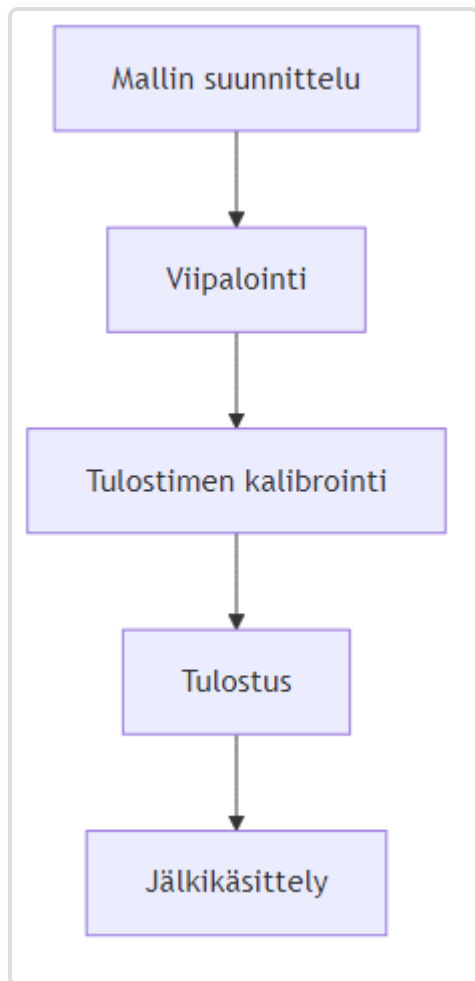 Mallin suunnittelu
Viipalointi
Tulostimen kalibrointi
Tulostus
Jälkikäsittely